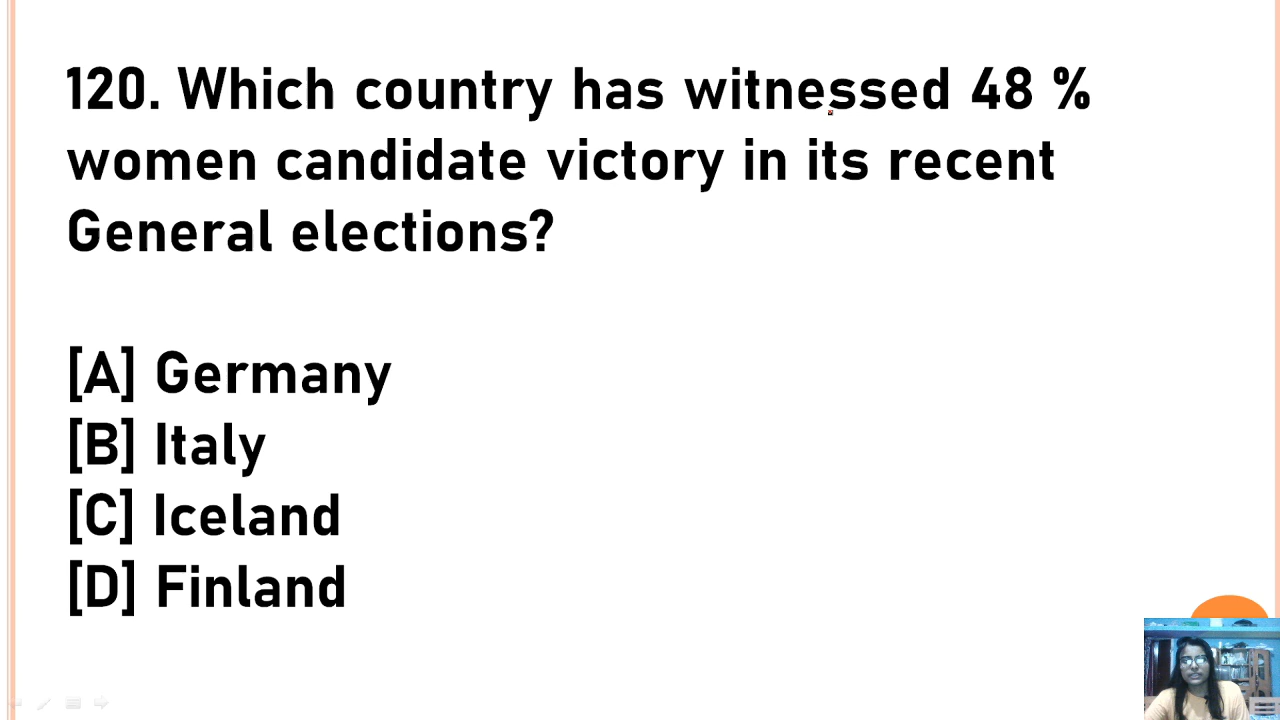 120. Which country has witnessed 48 %
women candidate victory in its recent
General elections?
[A] Germany
[B] Italy
[C] Iceland
[D] Finland